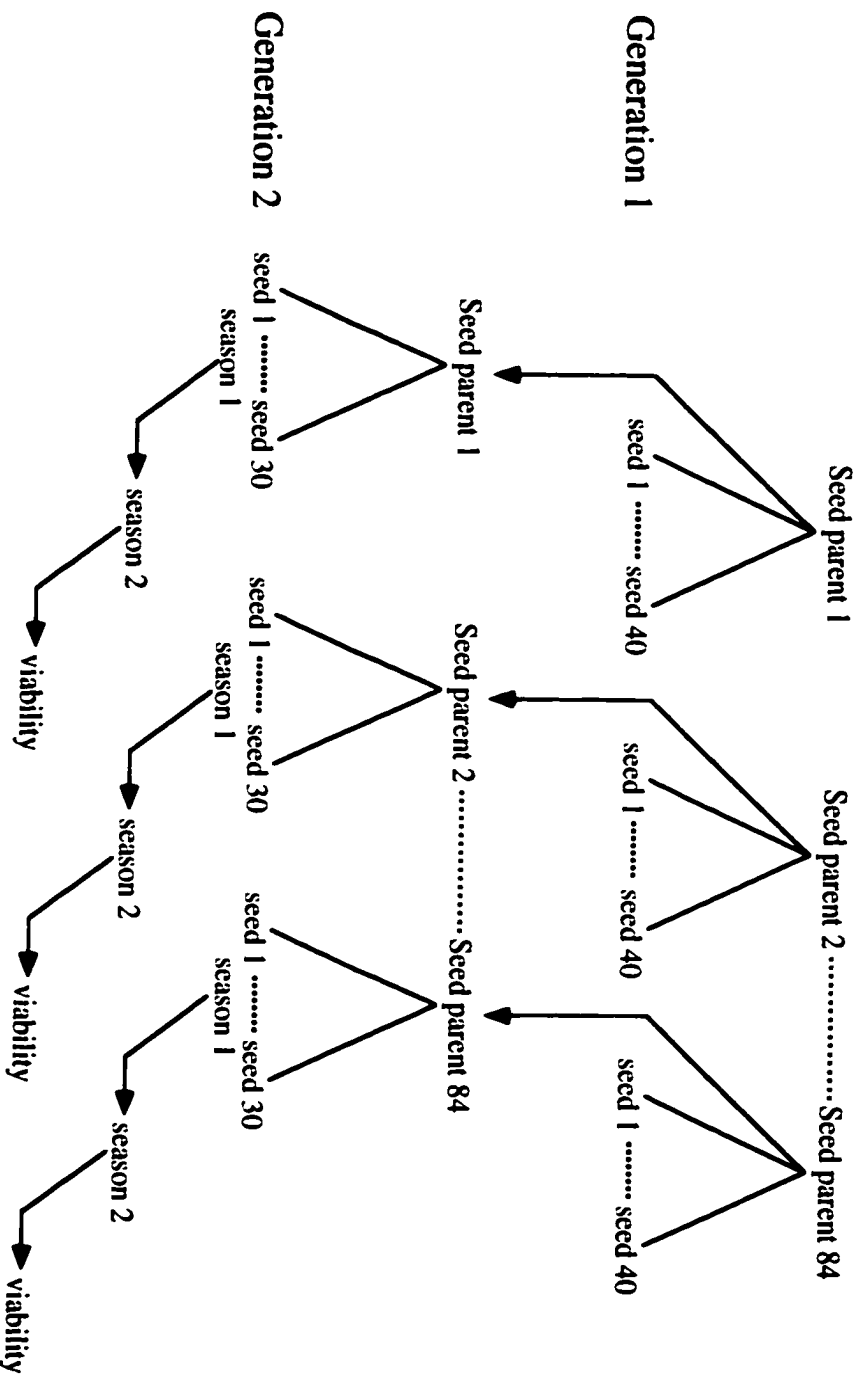 Seed parent 1 Seed parent 2 ............... Seed parent 84
Generation 1
seed 1 ........ seed 40 seed 1 ........ seed 40 seed 1 ........ seed 40
Seed parent 1 Seed parent 2 ............... Seed parent 84
Generation 2
seed 1 ........ seed 30 seed 1 ........ seed 30 seed 1 ........ seed 30
season 1 season 1 season 1
season 2 season 2 season 2
viability viability viability